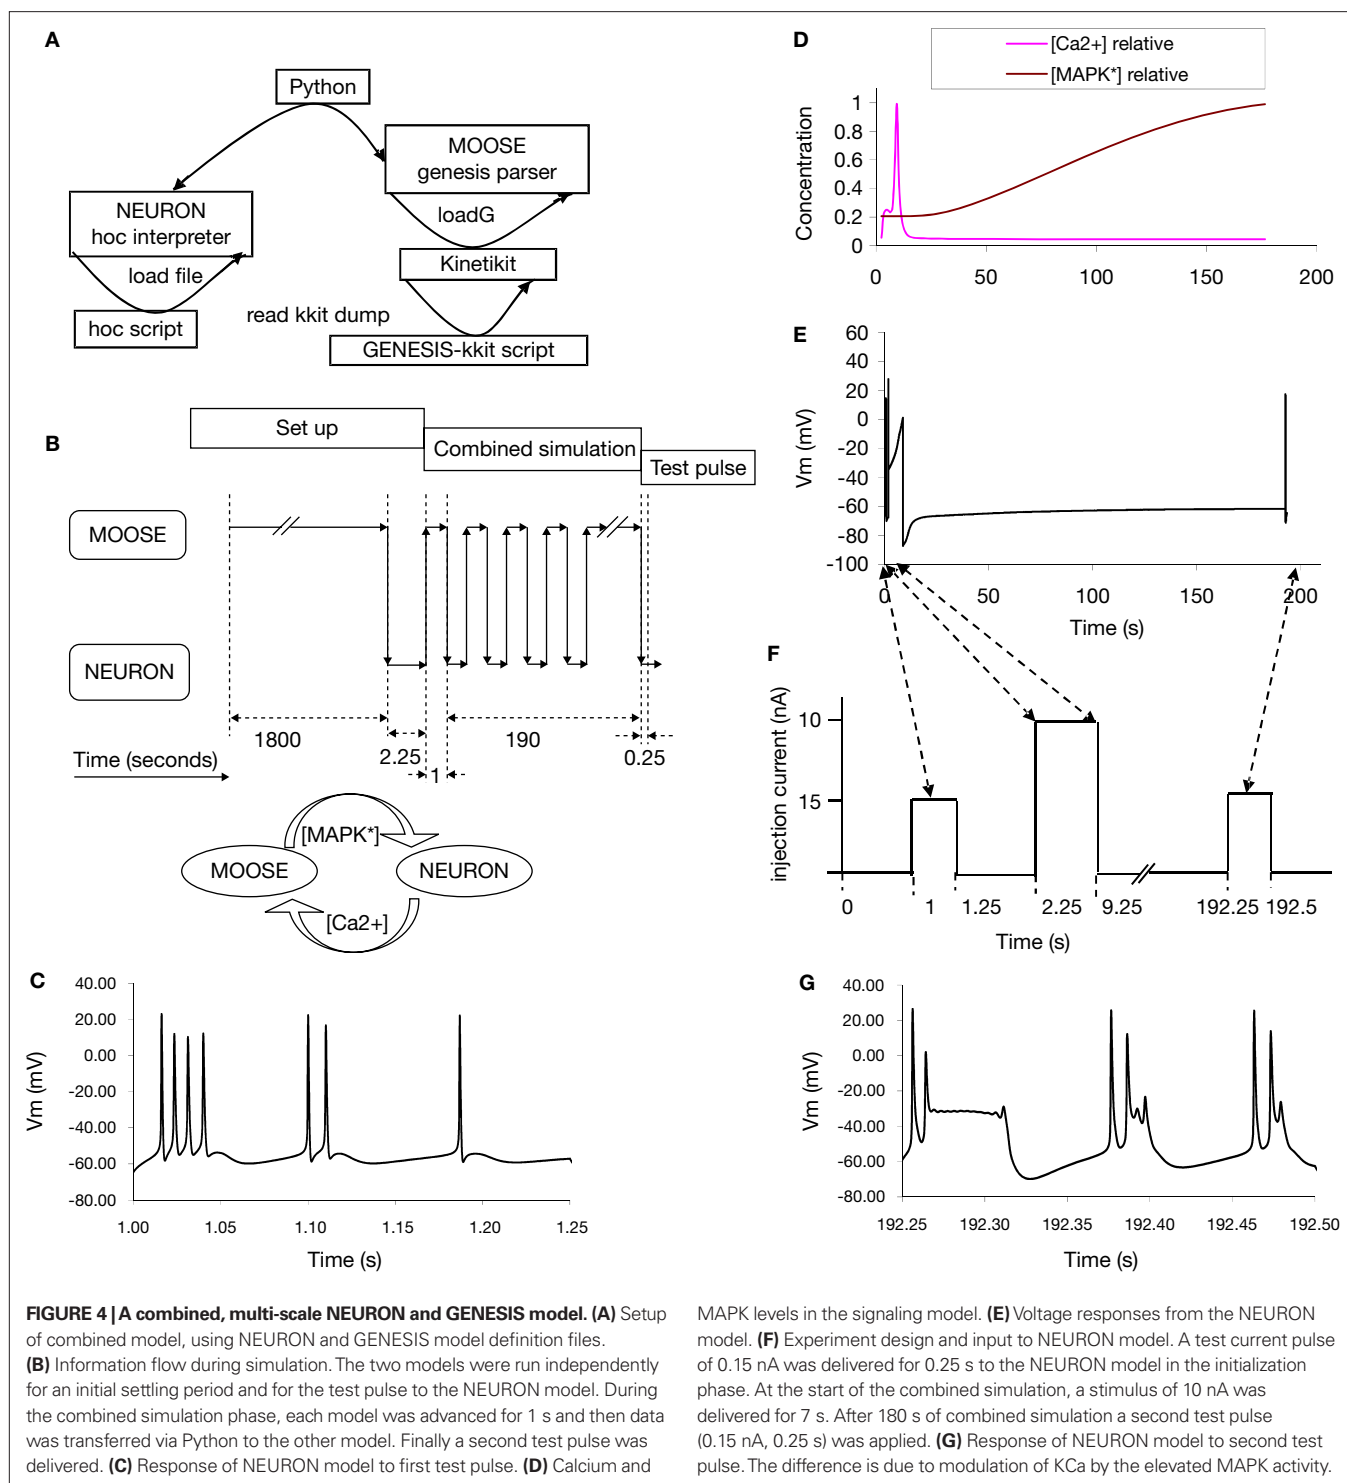 A
Python
MOOSE
genesis parser
NEURON
hoc interpreter
loadG
load file
Kinetikit
hoc script
read kkit dump
GENESIS-kkit script
B
Set up
Combined simulation
Test pulse
MOOSE
NEURON
1800
2.25
190
0.25
1
Time (seconds)
[MAPK*]
MOOSE
NEURON
[Ca2+]
C
40.00
20.00
0.00
-20.00
-40.00
-60.00
-80.00
Vm (mV)
1.00 1.05 1.10 1.15 1.20 1.25
Time (s)
D
[Ca2+] relative
[MAPK*] relative
1
0.8
0.6
0.4
0.2
0
Concentration
0 50 100 150 200
E
60
40
20
0
-20
-40
-60
-80
-100
Vm (mV)
0 50 100 150 200
Time (s)
F
injection current (nA)
10
15
0 1 1.25 2.25 9.25 192.25 192.5
Time (s)
G
40.00
20.00
0.00
-20.00
-40.00
-60.00
-80.00
Vm (mV)
192.25 192.30 192.35 192.40 192.45 192.50
Time (s)
FIGURE 4 | A combined, multi-scale NEURON and GENESIS model. (A) Setup
of combined model, using NEURON and GENESIS model definition files.
(B) Information flow during simulation. The two models were run independently
for an initial settling period and for the test pulse to the NEURON model. During
the combined simulation phase, each model was advanced for 1 s and then data
was transferred via Python to the other model. Finally a second test pulse was
delivered. (C) Response of NEURON model to first test pulse. (D) Calcium and
MAPK levels in the signaling model. (E) Voltage responses from the NEURON
model. (F) Experiment design and input to NEURON model. A test current pulse
of 0.15 nA was delivered for 0.25 s to the NEURON model in the initialization
phase. At the start of the combined simulation, a stimulus of 10 nA was
delivered for 7 s. After 180 s of combined simulation a second test pulse
(0.15 nA, 0.25 s) was applied. (G) Response of NEURON model to second test
pulse. The difference is due to modulation of KCa by the elevated MAPK activity.